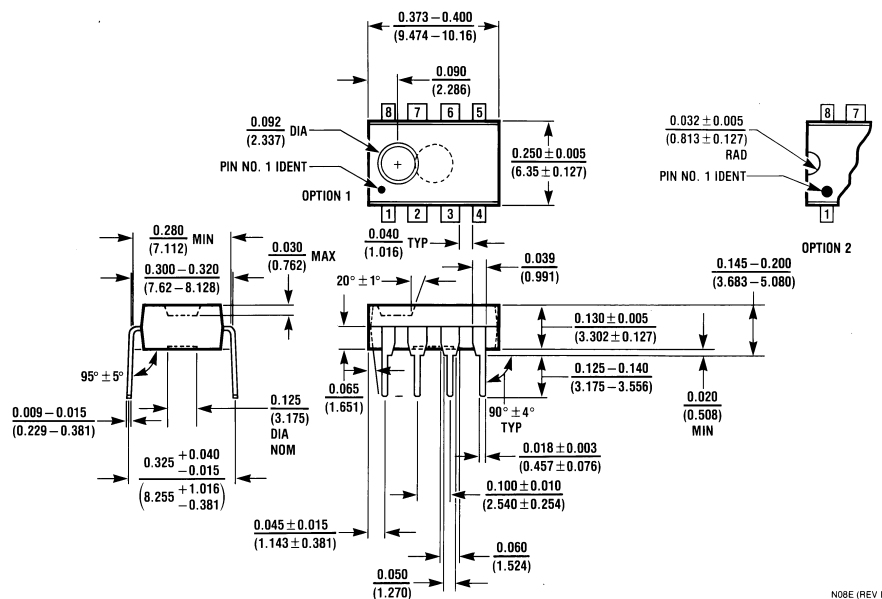 0.373 – 0.400
(9.474 – 10.16)
0.090
(2.286)
8 7 6 5
0.092 DIA
(2.337)
PIN NO. 1 IDENT
OPTION 1
1 2 3 4
0.250 ± 0.005
(6.35 ± 0.127)
0.032 ± 0.005
(0.813 ± 0.127)
RAD
PIN NO. 1 IDENT
8 7
1
OPTION 2
0.280 MIN
(7.112)
0.300 – 0.320
(7.62 – 8.128)
0.030 MAX
(0.762)
0.040 TYP
(1.016)
20° ± 1°
0.039
(0.991)
0.145 – 0.200
(3.683 – 5.080)
0.130 ± 0.005
(3.302 ± 0.127)
0.125 – 0.140
(3.175 – 3.556)
0.020
(0.508)
MIN
95° ± 5°
0.009 – 0.015
(0.229 – 0.381)
0.125
(3.175)
DIA
NOM
0.065
(1.651)
90° ± 4°
TYP
0.018 ± 0.003
(0.457 ± 0.076)
0.325 +0.040
−0.015
(8.255 +1.016
−0.381)
0.100 ± 0.010
(2.540 ± 0.254)
0.045 ± 0.015
(1.143 ± 0.381)
0.060
(1.524)
0.050
(1.270)
N08E (REV